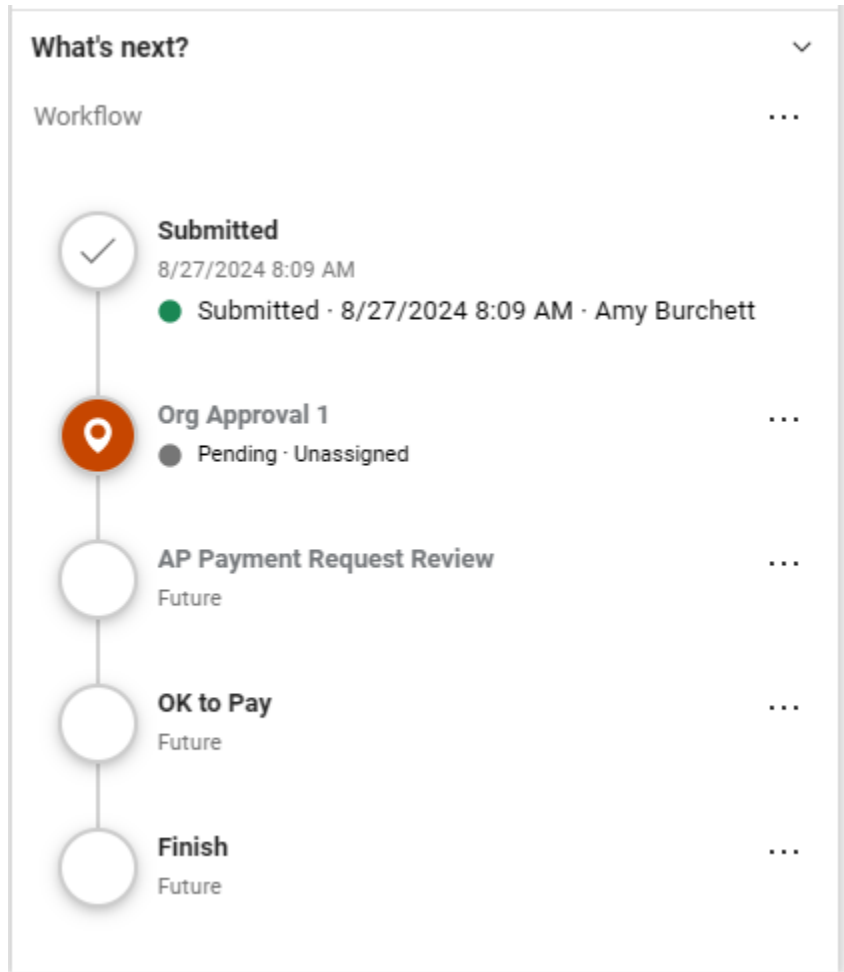 What's next?
Workflow
...
Submitted
8/27/2024 8:09 AM
Submitted · 8/27/2024 8:09 AM · Amy Burchett
Org Approval 1
...
Pending · Unassigned
AP Payment Request Review
...
Future
OK to Pay
...
Future
Finish
...
Future